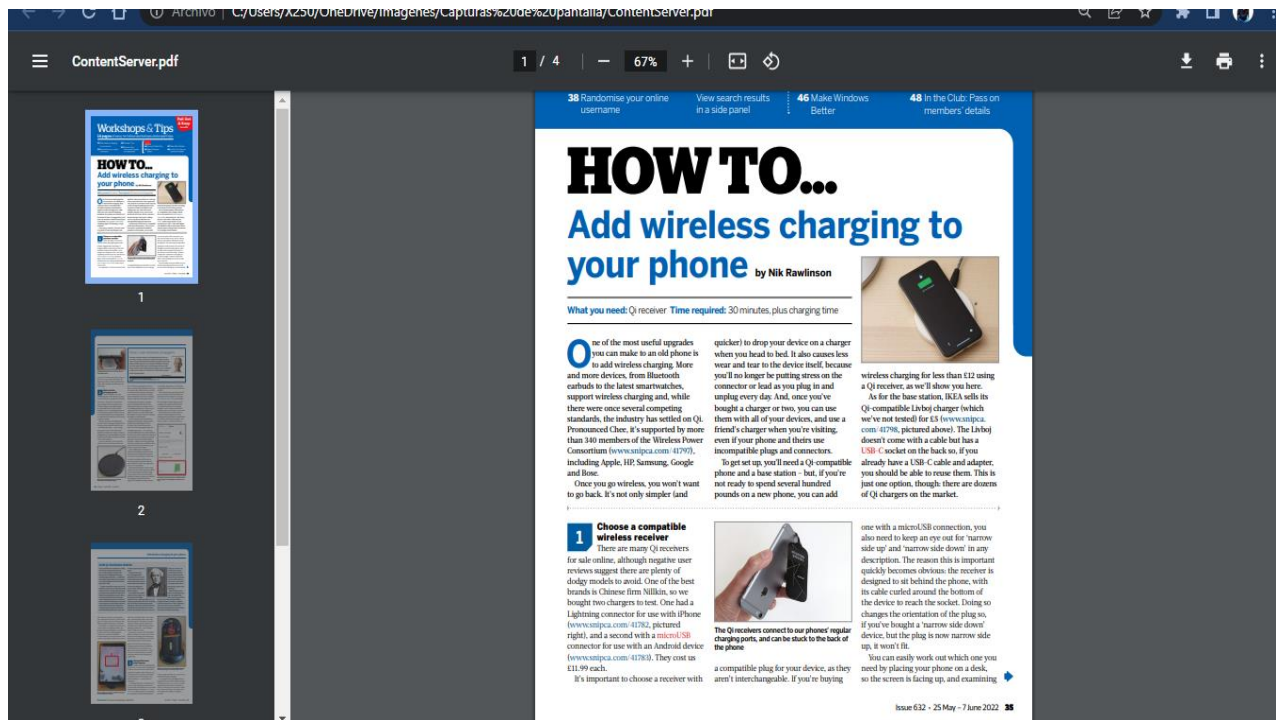 Archivo C:/Users/X250/OneDrive/Imágenes/Capturas%20de%20pantalla/ContentServer.pdf
ContentServer.pdf
1 / 4
67%
Workshops & Tips
HOW TO...
Add wireless charging to
your phone
1
2
38 Randomise your online
username
View search results
in a side panel
46 Make Windows
Better
48 In the Club: Pass on
members' details
HOW TO...
Add wireless charging to
your phone by Nik Rawlinson
What you need: Qi receiver Time required: 30 minutes, plus charging time
One of the most useful upgrades
you can make to an old phone is
to add wireless charging. More
and more devices, from Bluetooth
earbuds to the latest smartwatches,
support wireless charging and, while
there were once several competing
standards, the industry has settled on Qi.
Pronounced Chee, it's supported by more
than 340 members of the Wireless Power
Consortium (www.snipca.com/41797),
including Apple, HP, Samsung, Google
and Bose.
Once you go wireless, you won't want
to go back. It's not only simpler (and
quicker) to drop your device on a charger
when you head to bed. It also causes less
wear and tear to the device itself, because
you'll no longer be putting stress on the
connector or lead as you plug in and
unplug every day. And, once you've
bought a charger or two, you can use
them with all of your devices, and use a
friend's charger when you're visiting,
even if your phone and theirs use
incompatible plugs and connectors.
To get set up, you'll need a Qi-compatible
phone and a base station – but, if you're
not ready to spend several hundred
pounds on a new phone, you can add
wireless charging for less than £12 using
a Qi receiver, as we'll show you here.
As for the base station, IKEA sells its
Qi-compatible Livboj charger (which
we've not tested) for £5 (www.snipca.
com/41798, pictured above). The Livboj
doesn't come with a cable but has a
USB-C socket on the back so, if you
already have a USB-C cable and adapter,
you should be able to reuse them. This is
just one option, though: there are dozens
of Qi chargers on the market.
1
Choose a compatible
wireless receiver
There are many Qi receivers
for sale online, although negative user
reviews suggest there are plenty of
dodgy models to avoid. One of the best
brands is Chinese firm Nillkin, so we
bought two chargers to test. One had a
Lightning connector for use with iPhone
(www.snipca.com/41782, pictured
right), and a second with a microUSB
connector for use with an Android device
(www.snipca.com/41783). They cost us
£11.99 each.
It's important to choose a receiver with
The Qi receivers connect to our phones' regular
charging ports, and can be stuck to the back of
the phone
a compatible plug for your device, as they
aren't interchangeable. If you're buying
one with a microUSB connection, you
also need to keep an eye out for 'narrow
side up' and 'narrow side down' in any
description. The reason this is important
quickly becomes obvious: the receiver is
designed to sit behind the phone, with
its cable curled around the bottom of
the device to reach the socket. Doing so
changes the orientation of the plug so,
if you've bought a 'narrow side down'
device, but the plug is now narrow side
up, it won't fit.
You can easily work out which one you
need by placing your phone on a desk,
so the screen is facing up, and examining
Issue 632 • 25 May – 7 June 2022 35